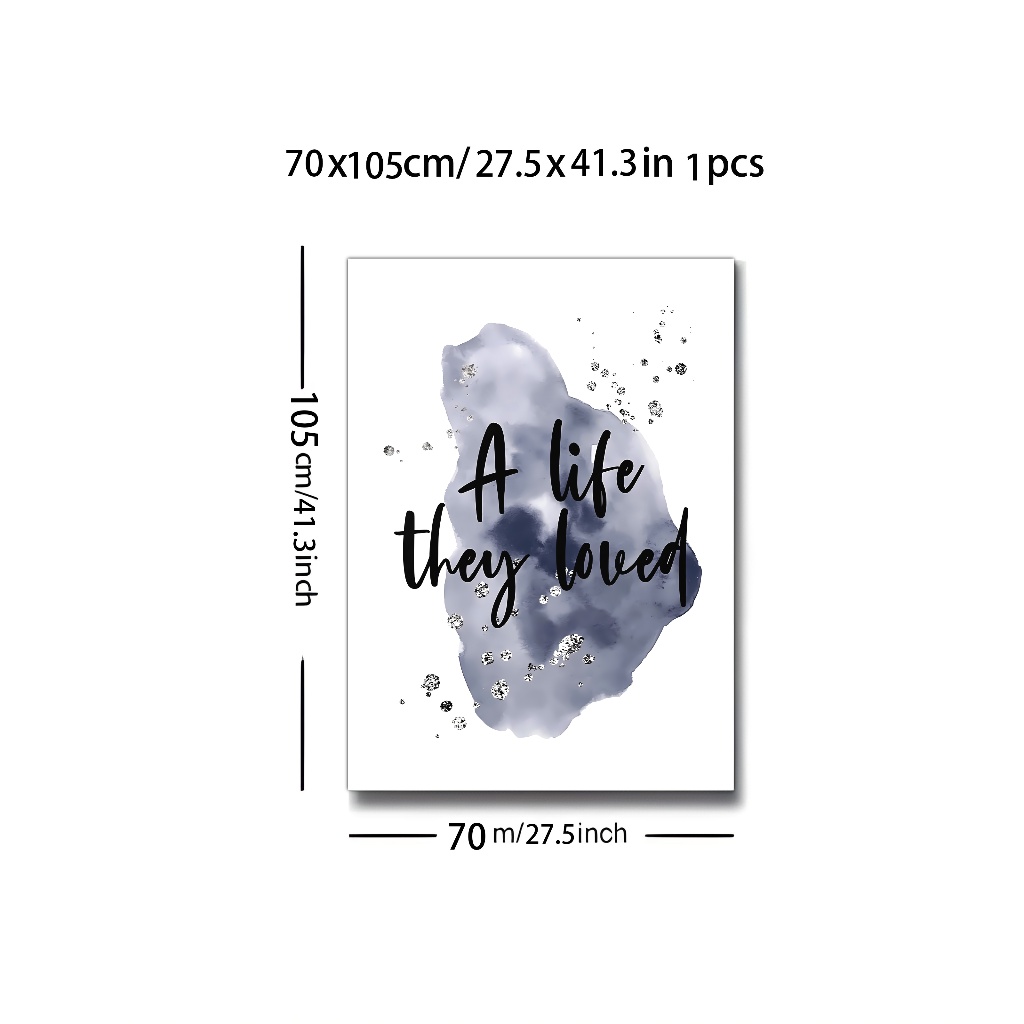 70x105cm/27.5x41.3in 1pcs
105cm/41.3inch
A life
they loved
70 m/27.5inch